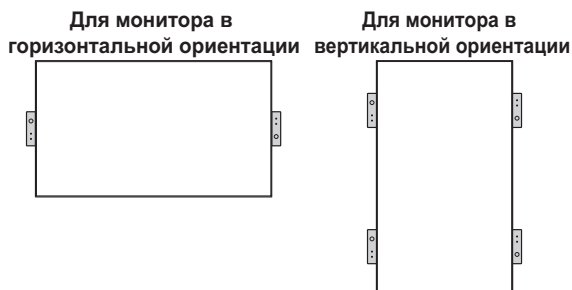 Для монитора в
горизонтальной ориентации
Для монитора в
вертикальной ориентации